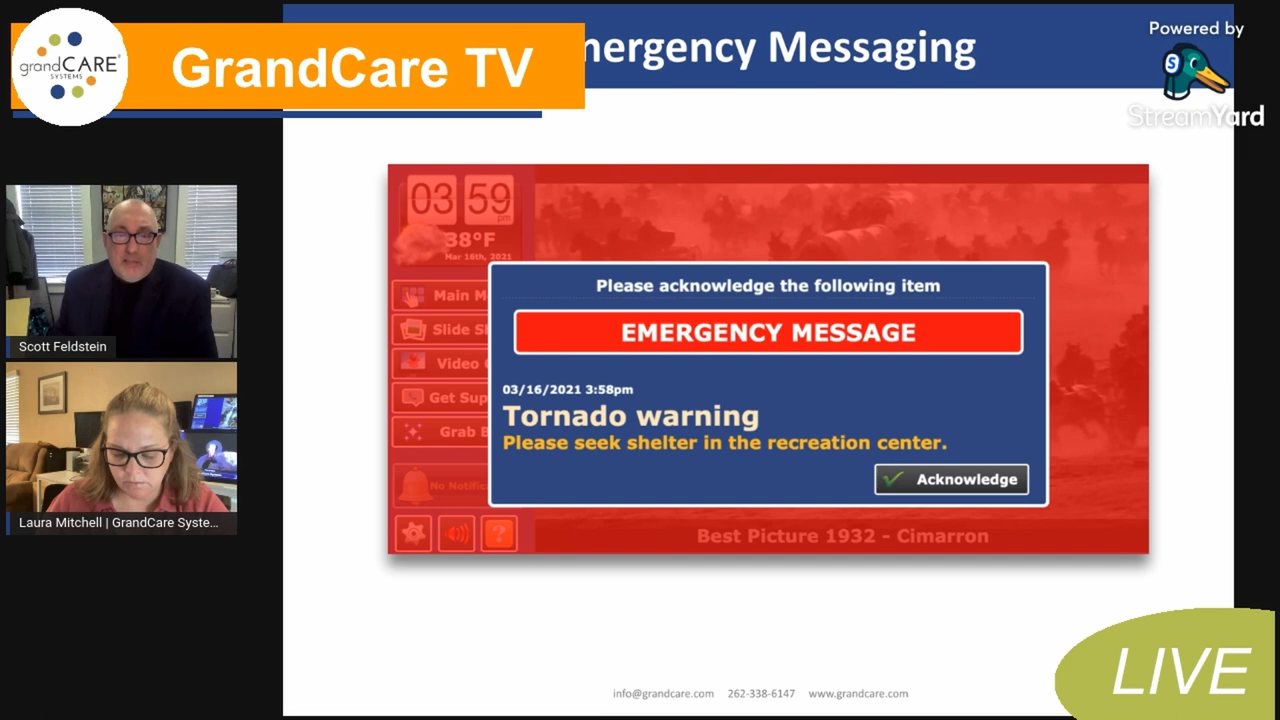 grandCARE®
SYSTEMS
GrandCare TV
mergency Messaging
Powered by
StreamYard
03 59
pm
38°F
Mar 16th, 2021
Main M
Slide S
Video
Get Sup
Grab B
No Notific
Please acknowledge the following item
EMERGENCY MESSAGE
03/16/2021 3:58pm
Tornado warning
Please seek shelter in the recreation center.
Acknowledge
Best Picture 1932 - Cimarron
Scott Feldstein
Laura Mitchell | GrandCare Syste...
info@grandcare.com 262-338-6147 www.grandcare.com
LIVE